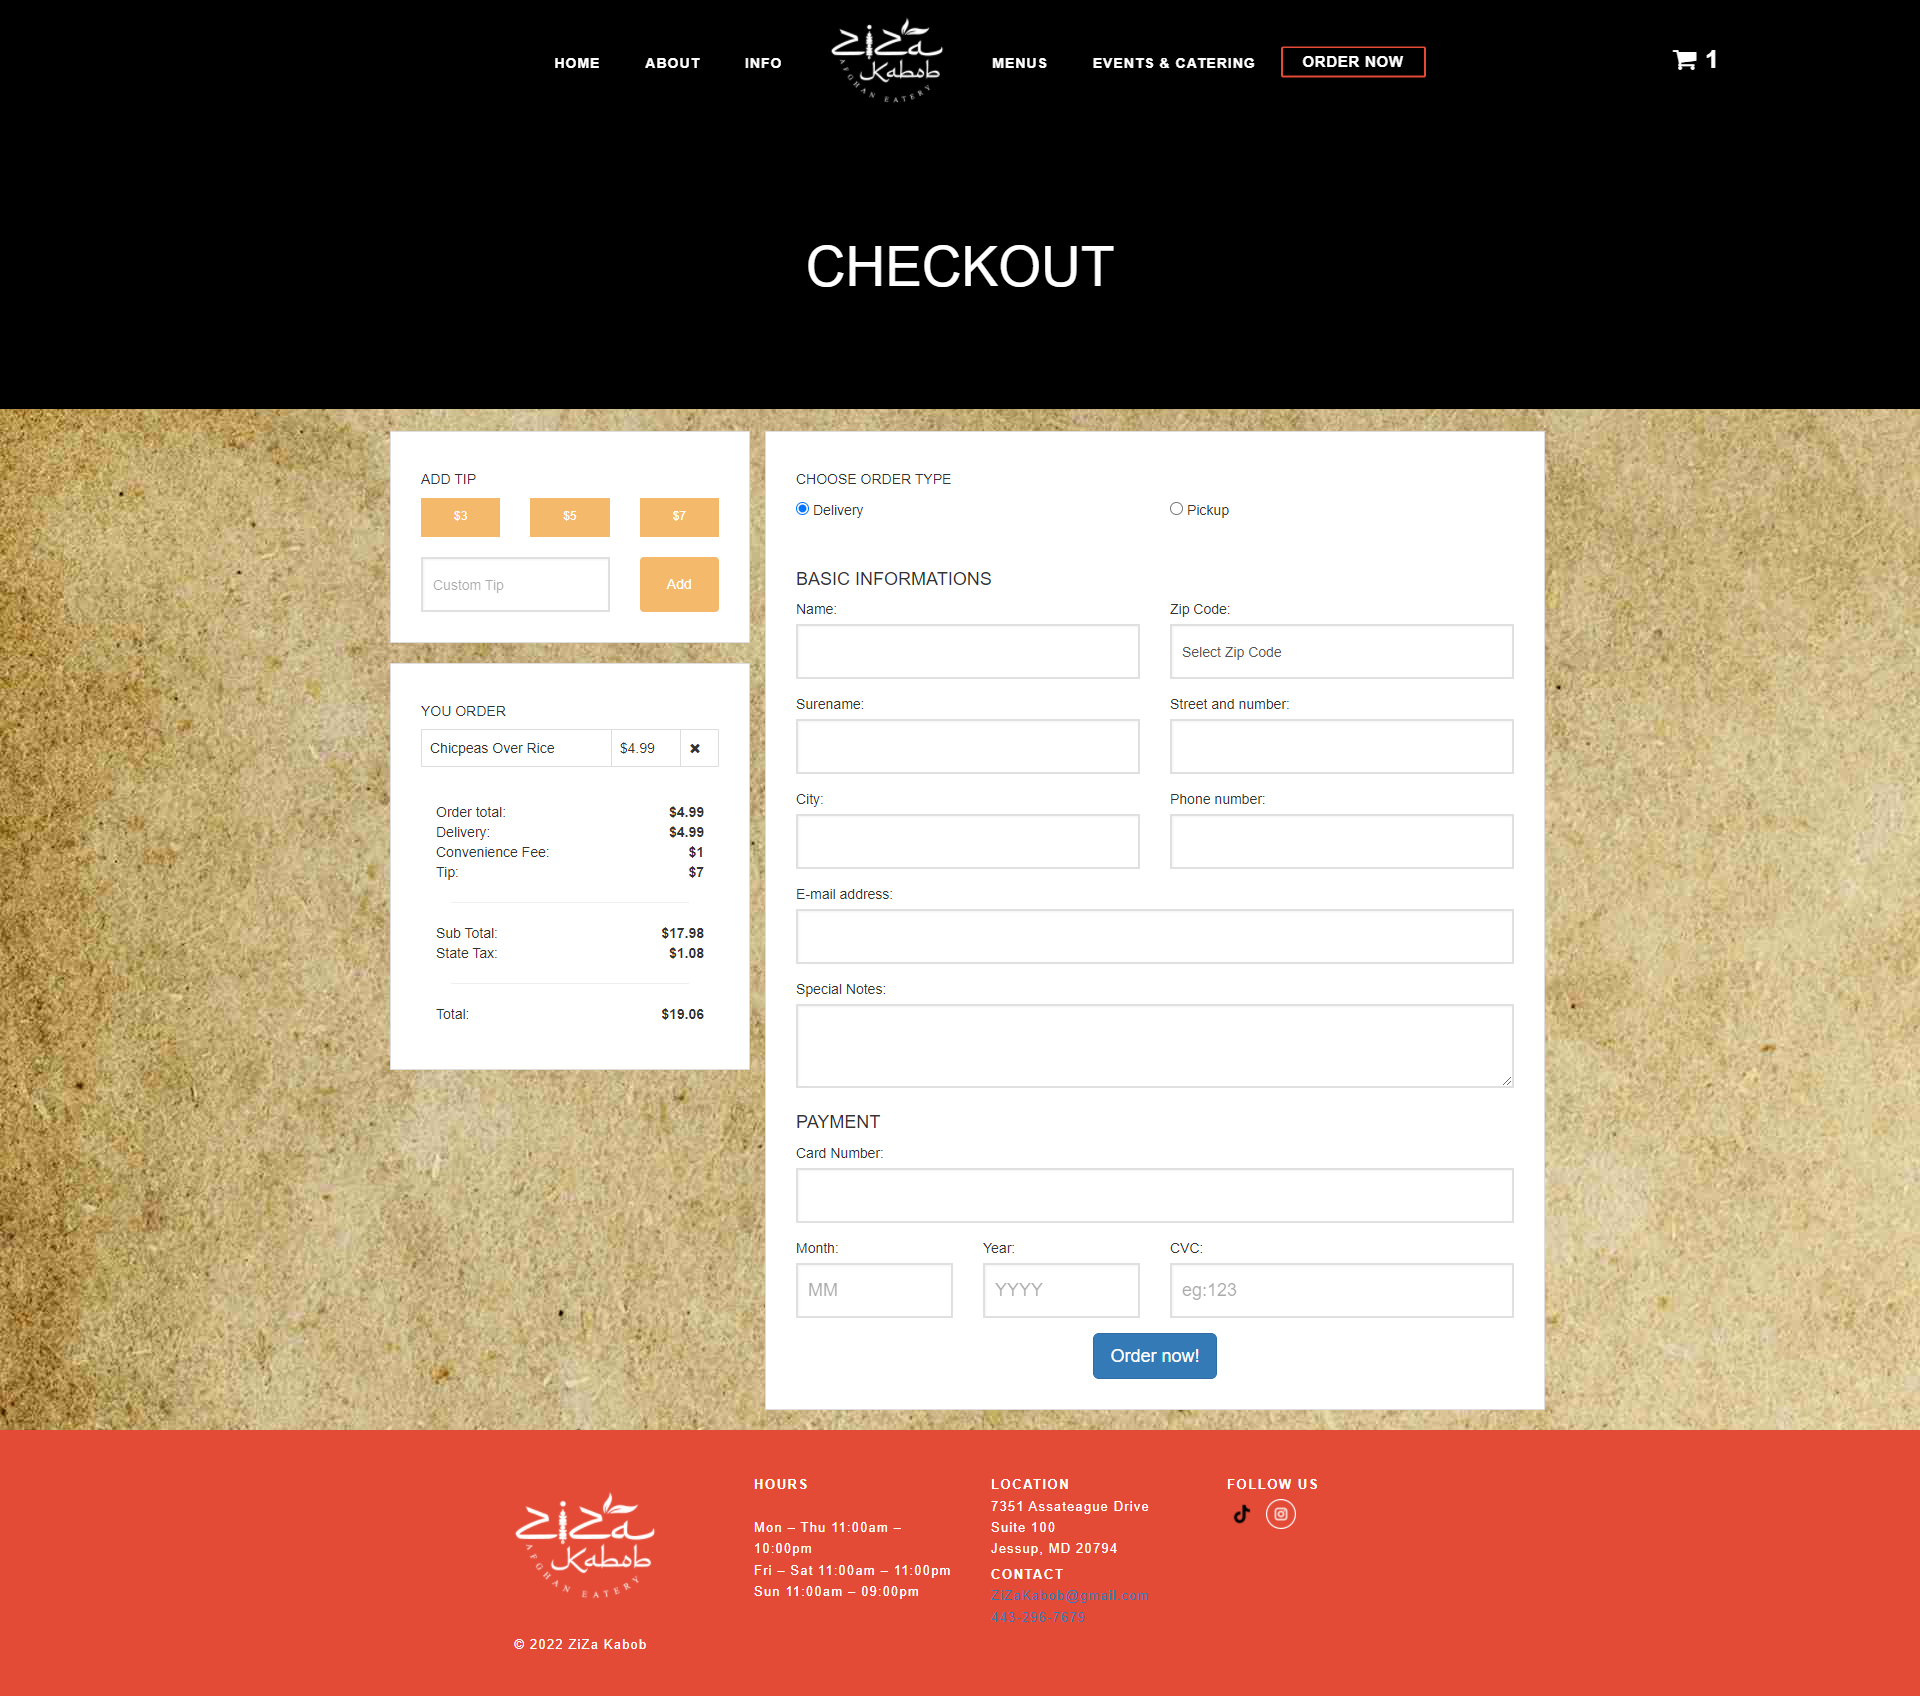 HOME ABOUT INFO ZiZa Kabob AFGHAN EATERY MENUS EVENTS & CATERING ORDER NOW 1
CHECKOUT
ADD TIP
$3 $5 $7
Custom Tip Add
YOU ORDER
Chicpeas Over Rice $4.99 ✖
Order total: $4.99
Delivery: $4.99
Convenience Fee: $1
Tip: $7
Sub Total: $17.98
State Tax: $1.08
Total: $19.06
CHOOSE ORDER TYPE
Delivery Pickup
BASIC INFORMATIONS
Name: Zip Code:
Select Zip Code
Surename: Street and number:
City: Phone number:
E-mail address:
Special Notes:
PAYMENT
Card Number:
Month: Year: CVC:
MM YYYY eg:123
Order now!
ZiZa
Kabob
AFGHAN EATERY
© 2022 ZiZa Kabob
HOURS
Mon – Thu 11:00am –
10:00pm
Fri – Sat 11:00am – 11:00pm
Sun 11:00am – 09:00pm
LOCATION
7351 Assateague Drive
Suite 100
Jessup, MD 20794
CONTACT
ZiZaKabob@gmail.com
443-296-7679
FOLLOW US